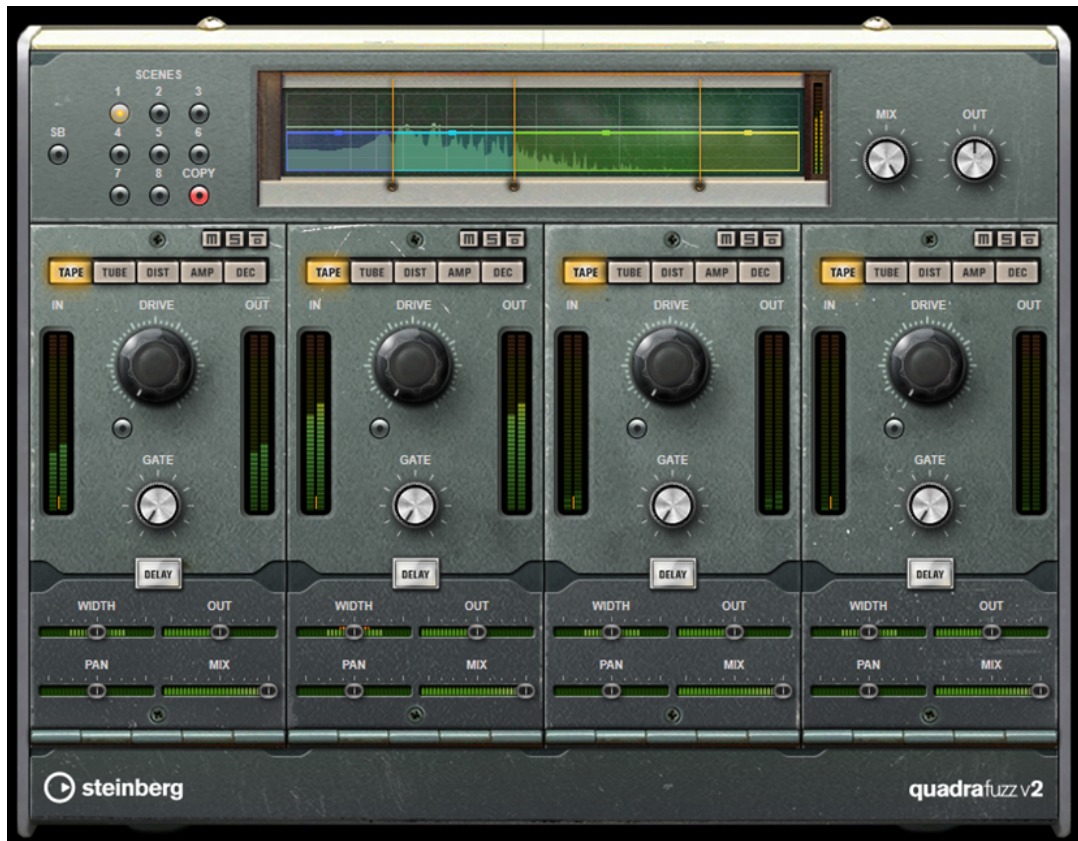 SCENES
1 2 3
SB 4 5 6
7 8 COPY
MIX OUT
M S
M S
M S
M S
TAPE TUBE DIST AMP DEC
TAPE TUBE DIST AMP DEC
TAPE TUBE DIST AMP DEC
TAPE TUBE DIST AMP DEC
IN DRIVE OUT
IN DRIVE OUT
IN DRIVE OUT
IN DRIVE OUT
GATE
GATE
GATE
GATE
DELAY
DELAY
DELAY
DELAY
WIDTH OUT
WIDTH OUT
WIDTH OUT
WIDTH OUT
PAN MIX
PAN MIX
PAN MIX
PAN MIX
steinberg
quadrafuzz v2